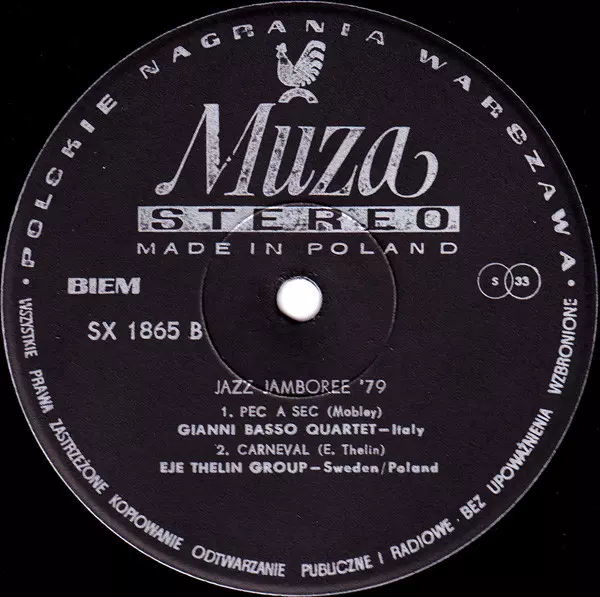 • POLSKIE NAGRANIA WARSZAWA •
Muza
STEREO
MADE IN POLAND
BIEM
S 33
SX 1865 B
JAZZ JAMBOREE '79
1. PEC A SEC (Mobley)
GIANNI BASSO QUARTET—Italy
2. CARNEVAL (E. Thelin)
EJE THELIN GROUP—Sweden/Poland
WSZYSTKIE PRAWA ZASTRZEŻONE KOPIOWANIE ODTWARZANIE PUBLICZNE I RADIOWE BEZ UPOWAŻNIENIA WZBRONIONE